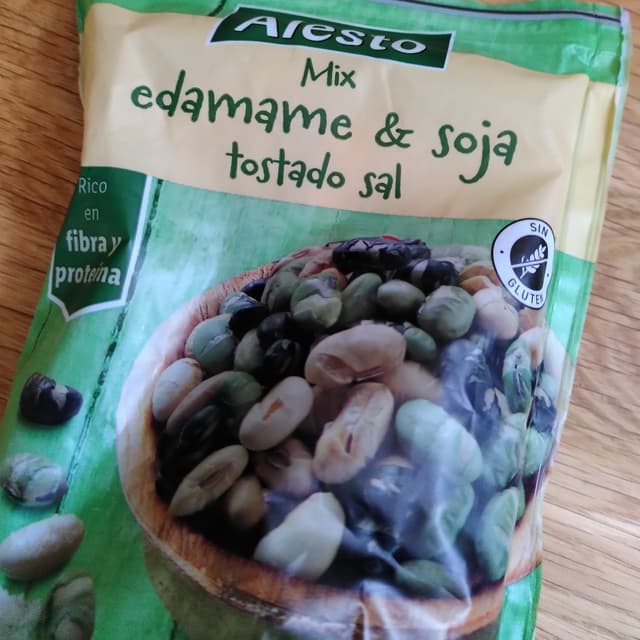 Alesto
Mix
edamame & soja
tostado sal
Rico
en
fibra y
proteína
SIN
GLUTEN